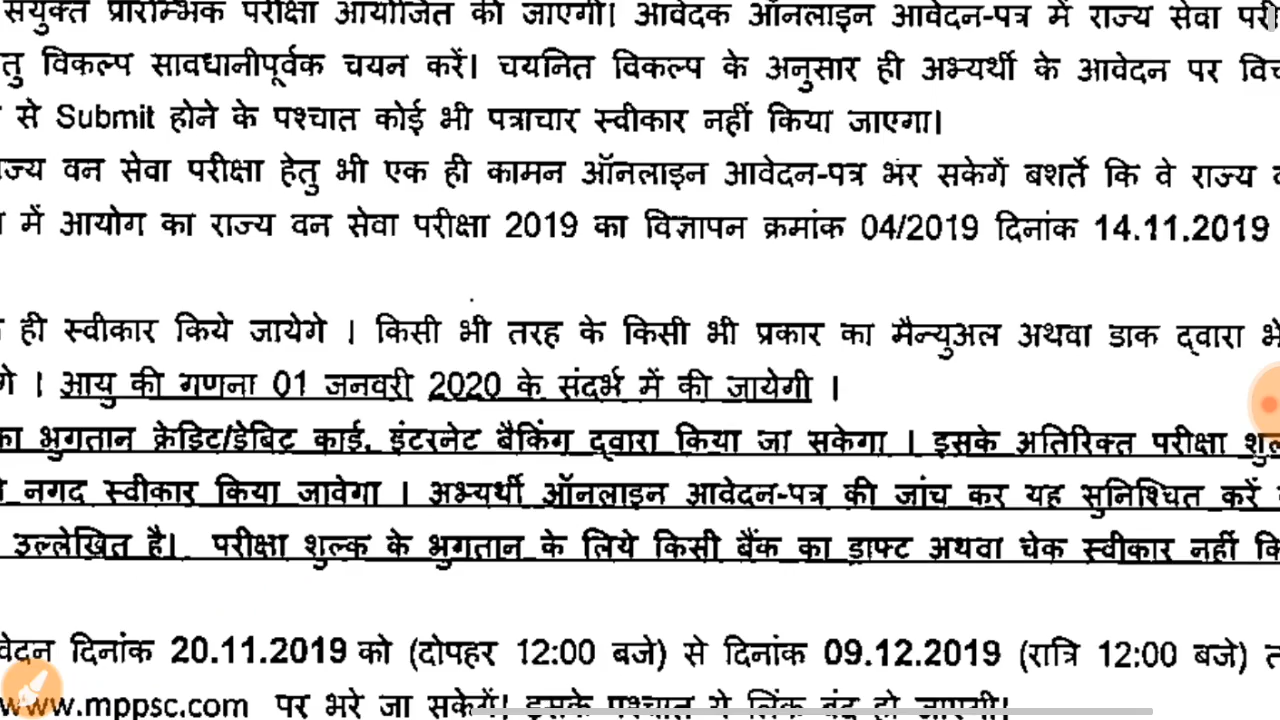 संयुक्त प्रारम्भिक परीक्षा आयोजित की जाएगी। आवेदक ऑनलाइन आवेदन-पत्र में राज्य सेवा
विकल्प सावधानीपूर्वक चयन करें। चयनित विकल्प के अनुसार ही अभ्यर्थी के आवेदन पर
से Submit होने के पश्चात कोई भी पत्राचार स्वीकार नहीं किया जाएगा।
वन सेवा परीक्षा हेतु भी एक ही कामन ऑनलाइन आवेदन-पत्र भर सकेगें बशर्ते कि वे राज्य
में आयोग का राज्य वन सेवा परीक्षा 2019 का विज्ञापन क्रमांक 04/2019 दिनांक 14.11.2019
ही स्वीकार किये जायेगे । किसी भी तरह के किसी भी प्रकार का मैन्युअल अथवा डाक द्वारा
। आयु की गणना 01 जनवरी 2020 के संदर्भ में की जायेगी ।
भुगतान क्रेडिट/डेबिट कार्ड, इंटरनेट बैकिंग द्वारा किया जा सकेगा । इसके अतिरिक्त परीक्षा
नगद स्वीकार किया जावेगा । अभ्यर्थी ऑनलाइन आवेदन-पत्र की जांच कर यह सुनिश्चित करें
उल्लेखित है। परीक्षा शुल्क के भुगतान के लिये किसी बैंक का ड्राफ्ट अथवा चेक स्वीकार नहीं
दिनांक 20.11.2019 को (दोपहर 12:00 बजे) से दिनांक 09.12.2019 (रात्रि 12:00 बजे)
www.mppsc.com पर भरे जा सकेगें। इसके पश्चात ये लिंक बंद हो जाएगी।